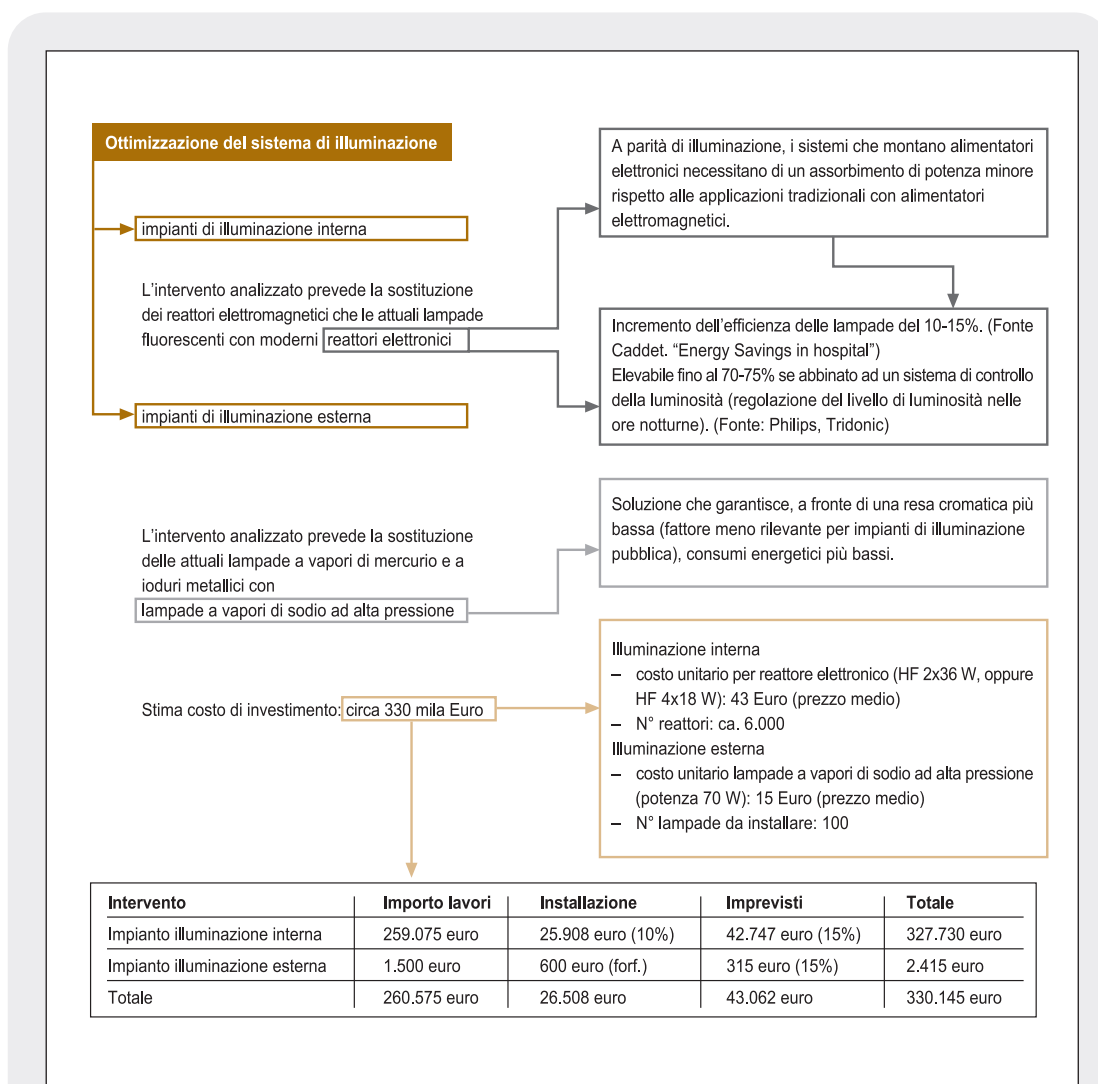 Ottimizzazione del sistema di illuminazione
impianti di illuminazione interna
L'intervento analizzato prevede la sostituzione
dei reattori elettromagnetici che le attuali lampade
fluorescenti con moderni reattori elettronici
impianti di illuminazione esterna
A parità di illuminazione, i sistemi che montano alimentatori
elettronici necessitano di un assorbimento di potenza minore
rispetto alle applicazioni tradizionali con alimentatori
elettromagnetici.
Incremento dell'efficienza delle lampade del 10-15%. (Fonte
Caddet. “Energy Savings in hospital”)
Elevabile fino al 70-75% se abbinato ad un sistema di controllo
della luminosità (regolazione del livello di luminosità nelle
ore notturne). (Fonte: Philips, Tridonic)
L'intervento analizzato prevede la sostituzione
delle attuali lampade a vapori di mercurio e a
ioduri metallici con
lampade a vapori di sodio ad alta pressione
Soluzione che garantisce, a fronte di una resa cromatica più
bassa (fattore meno rilevante per impianti di illuminazione
pubblica), consumi energetici più bassi.
Stima costo di investimento: circa 330 mila Euro
Illuminazione interna
– costo unitario per reattore elettronico (HF 2x36 W, oppure
HF 4x18 W): 43 Euro (prezzo medio)
– N° reattori: ca. 6.000
Illuminazione esterna
– costo unitario lampade a vapori di sodio ad alta pressione
(potenza 70 W): 15 Euro (prezzo medio)
– N° lampade da installare: 100
Intervento Importo lavori Installazione Imprevisti Totale
Impianto illuminazione interna 259.075 euro 25.908 euro (10%) 42.747 euro (15%) 327.730 euro
Impianto illuminazione esterna 1.500 euro 600 euro (forf.) 315 euro (15%) 2.415 euro
Totale 260.575 euro 26.508 euro 43.062 euro 330.145 euro